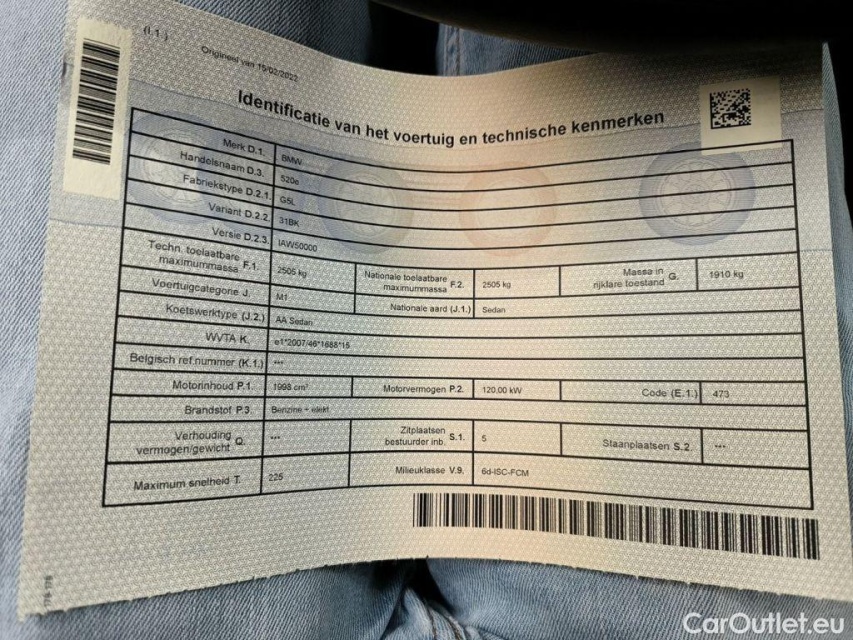 (I.1.)
Origineel van 15/02/2022
Identificatie van het voertuig en technische kenmerken
Merk D.1. BMW
Handelsnaam D.3. 520e
Fabriekstype D.2.1. G5L
Variant D.2.2. 31BK
Versie D.2.3. IAW50000
Techn. toelaatbare maximummassa F.1. 2505 kg Nationale toelaatbare maximummassa F.2. 2505 kg Massa in rijklare toestand G. 1910 kg
Voertuigcategorie J. M1 Nationale aard (J.1.) Sedan
Koetswerktype (J.2.) AA Sedan
WVTA K. e1*2007/46*1688*15
Belgisch ref.nummer (K.1.) ---
Motorinhoud P.1. 1998 cm³ Motorvermogen P.2. 120,00 kW Code (E.1.) 473
Brandstof P.3. Benzine + elekt
Verhouding vermogen/gewicht Q. --- Zitplaatsen bestuurder inb. S.1. 5 Staanplaatsen S.2. ---
Maximum snelheid T. 225 Milieuklasse V.9. 6d-ISC-FCM
CarOutlet.eu